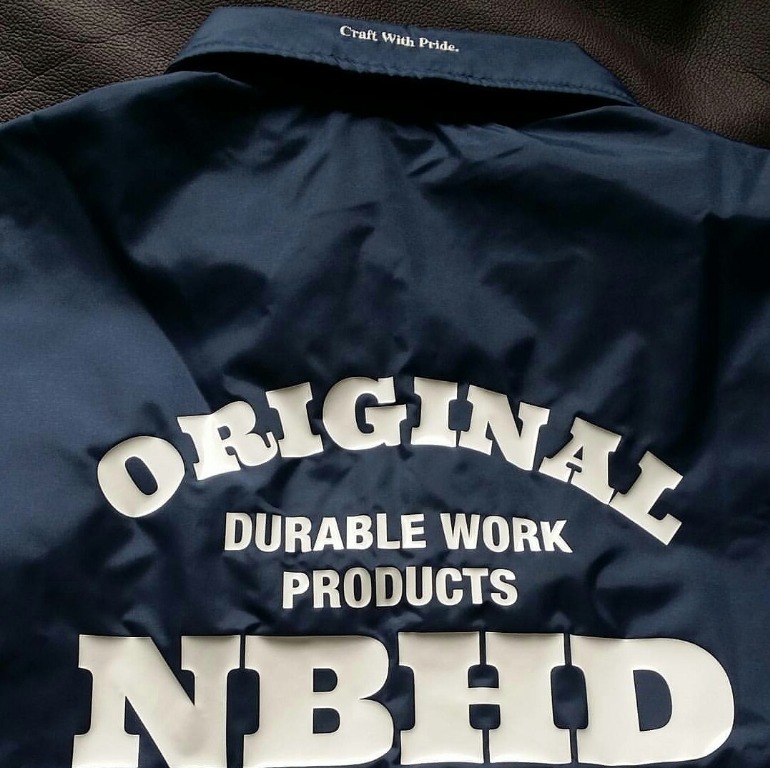 Craft With Pride.
ORIGINAL
DURABLE WORK
PRODUCTS
NBHD